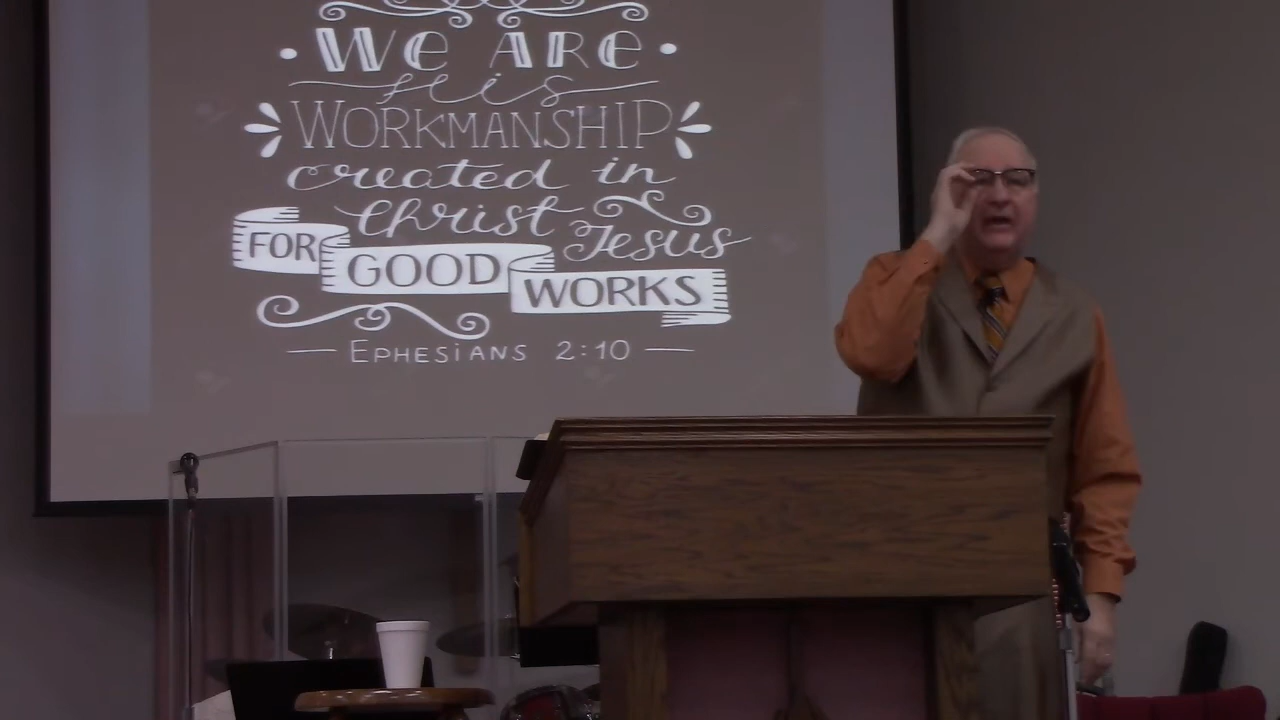 We ARe
His
WORKMANSHIP
created in
Christ Jesus
FOR GOOD WORKS
EPHESiANS 2:10